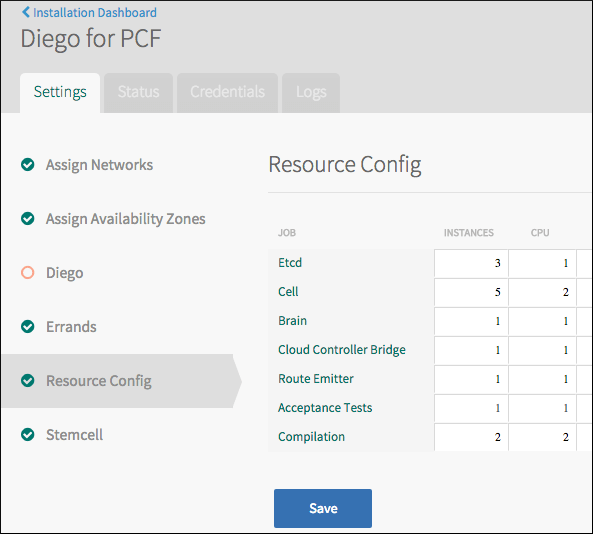 Installation Dashboard
Diego for PCF
Settings Status Credentials Logs
Assign Networks
Assign Availability Zones
Diego
Errands
Resource Config
Stemcell
Resource Config
JOB INSTANCES CPU
Etcd 3 1
Cell 5 2
Brain 1 1
Cloud Controller Bridge 1 1
Route Emitter 1 1
Acceptance Tests 1 1
Compilation 2 2
Save